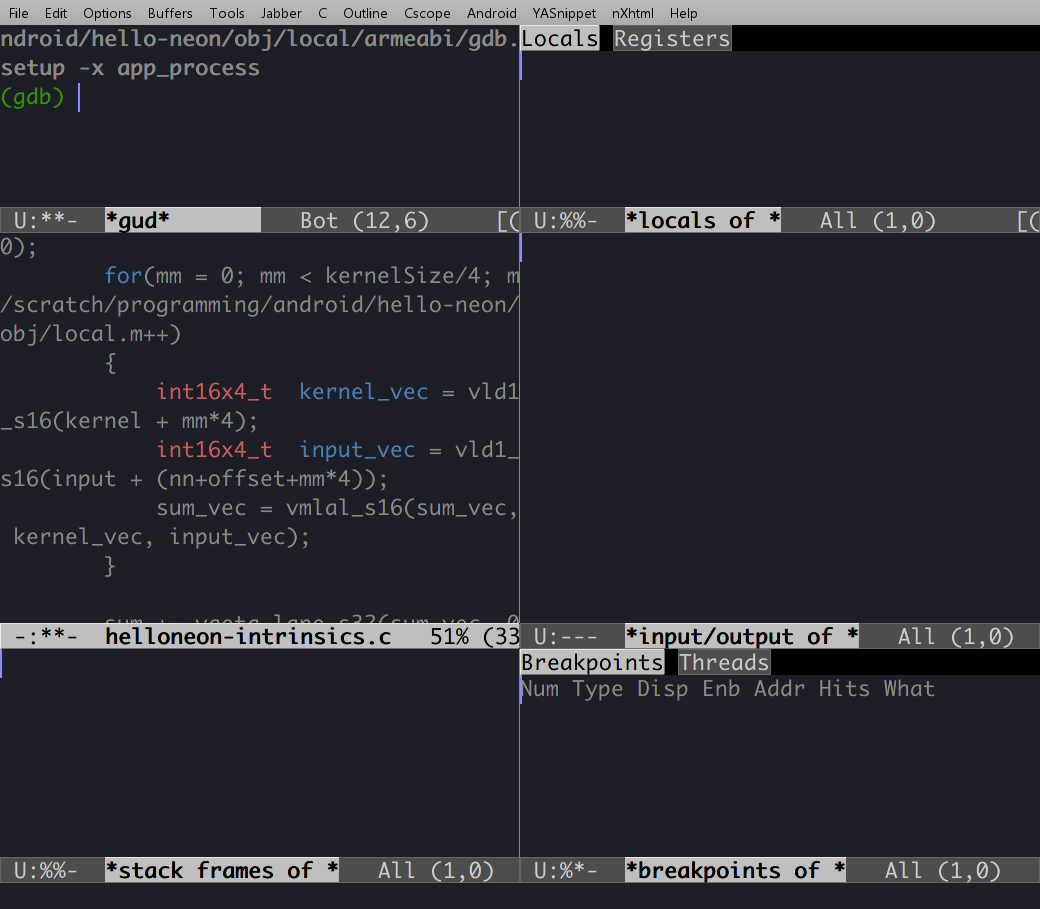 File Edit Options Buffers Tools Jabber C Outline Cscope Android YASnippet nXhtml Help
ndroid/hello-neon/obj/local/armeabi/gdb.
setup -x app_process
(gdb)
U:**- *gud* Bot (12,6) [(
Locals Registers
U:%%- *locals of * All (1,0) [(
0);
for(mm = 0; mm < kernelSize/4; m
/scratch/programming/android/hello-neon/
obj/local.m++)
{
int16x4_t kernel_vec = vld1
_s16(kernel + mm*4);
int16x4_t input_vec = vld1_
s16(input + (nn+offset+mm*4));
sum_vec = vmlal_s16(sum_vec,
kernel_vec, input_vec);
}
-:**- helloneon-intrinsics.c 51% (33
U:--- *input/output of * All (1,0)
U:%%- *stack frames of * All (1,0)
Breakpoints Threads
Num Type Disp Enb Addr Hits What
U:%*- *breakpoints of * All (1,0)